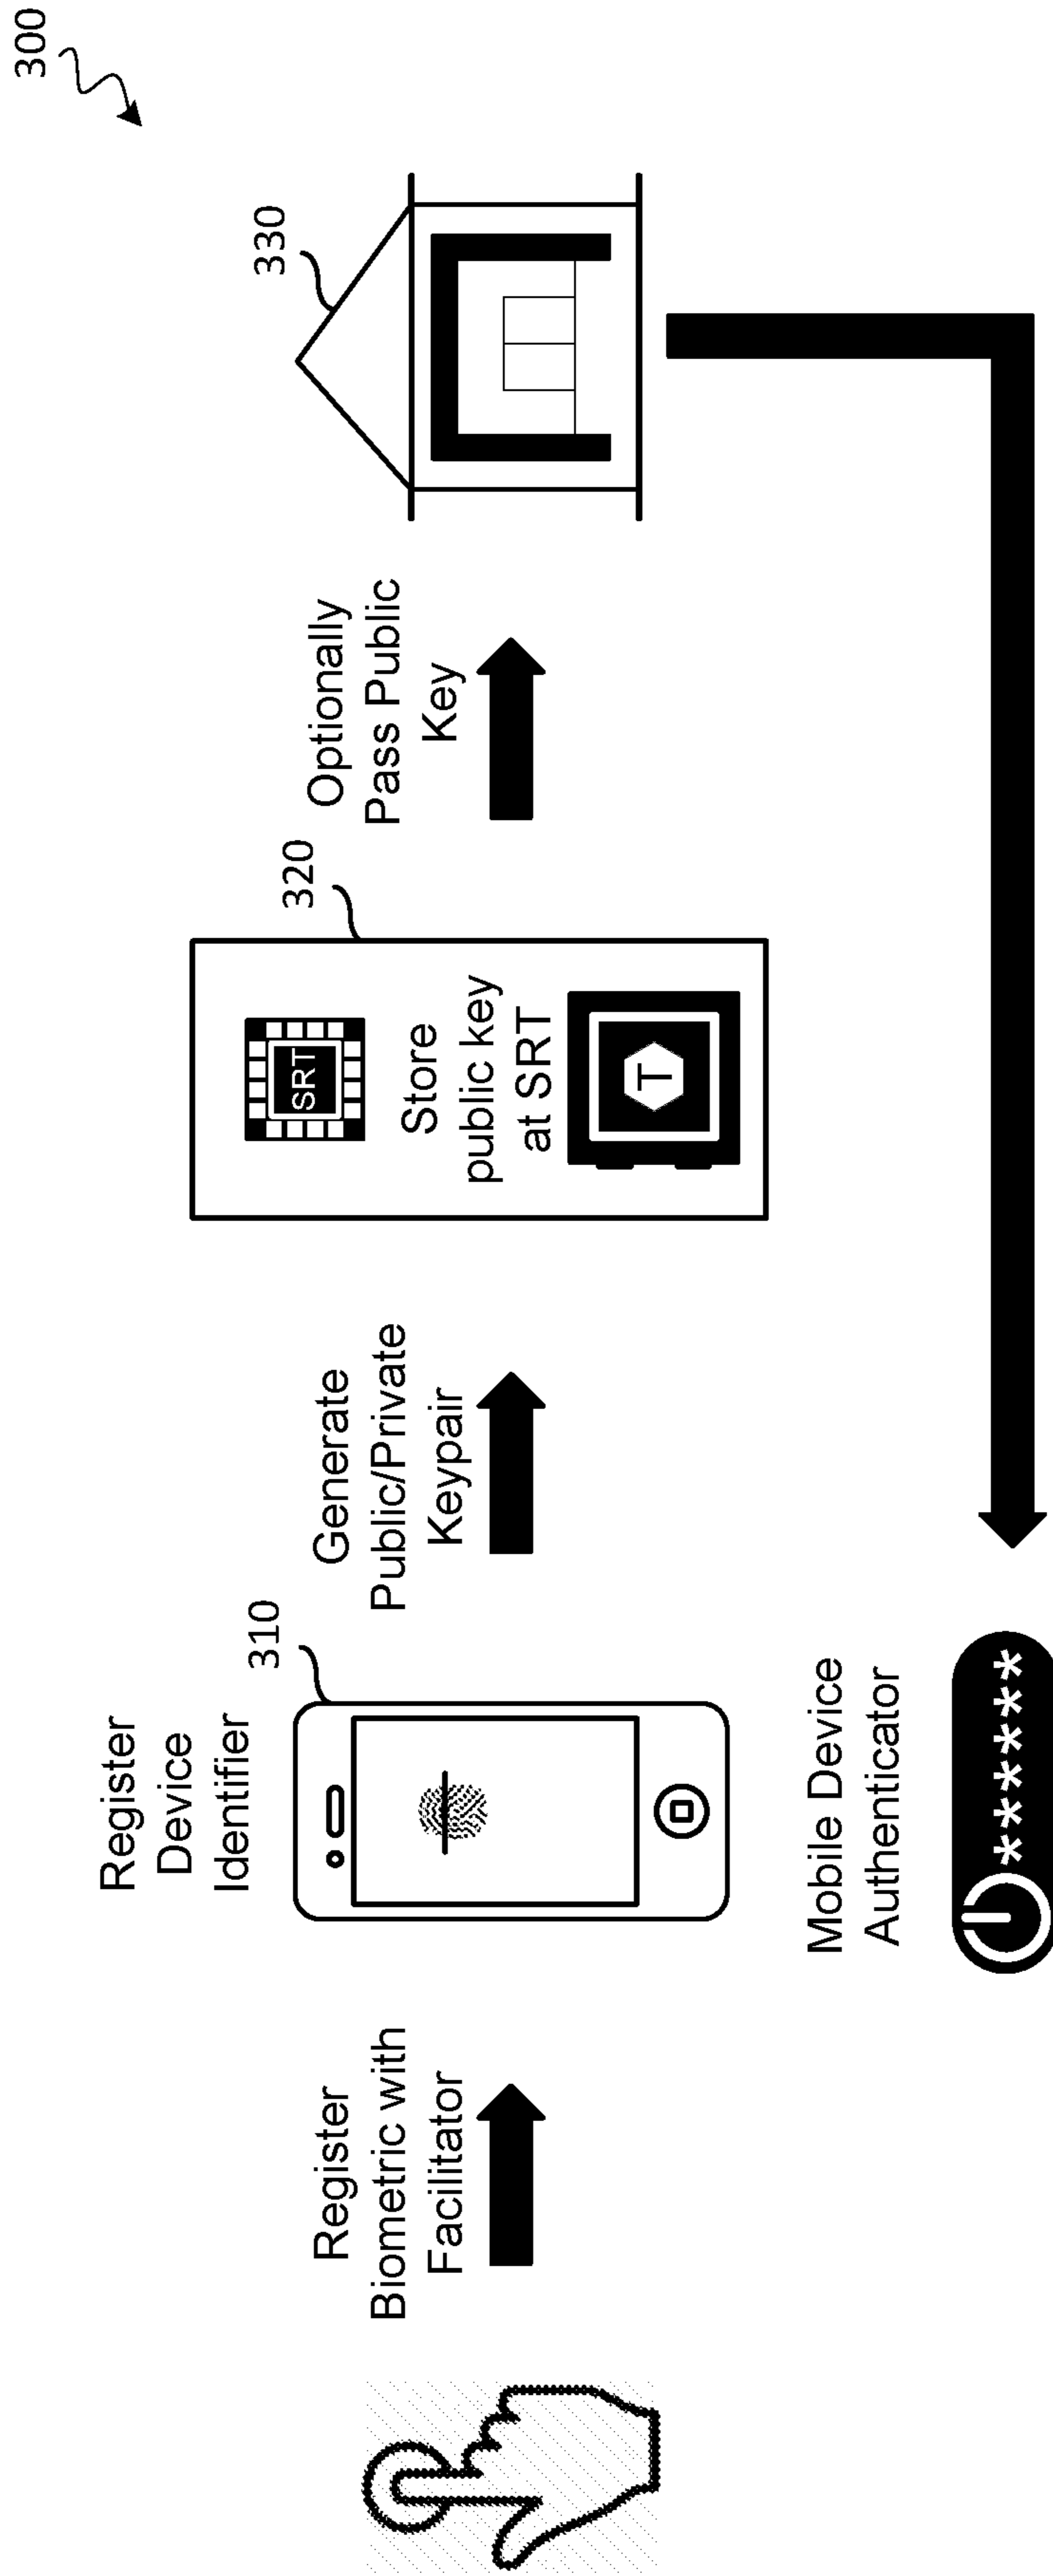 300
Register
Biometric with
Facilitator
Register
Device
Identifier
310
Generate
Public/Private
Keypair
320
SRT
Store
public key
at SRT
T
Optionally
Pass Public
Key
330
Mobile Device
Authenticator
******